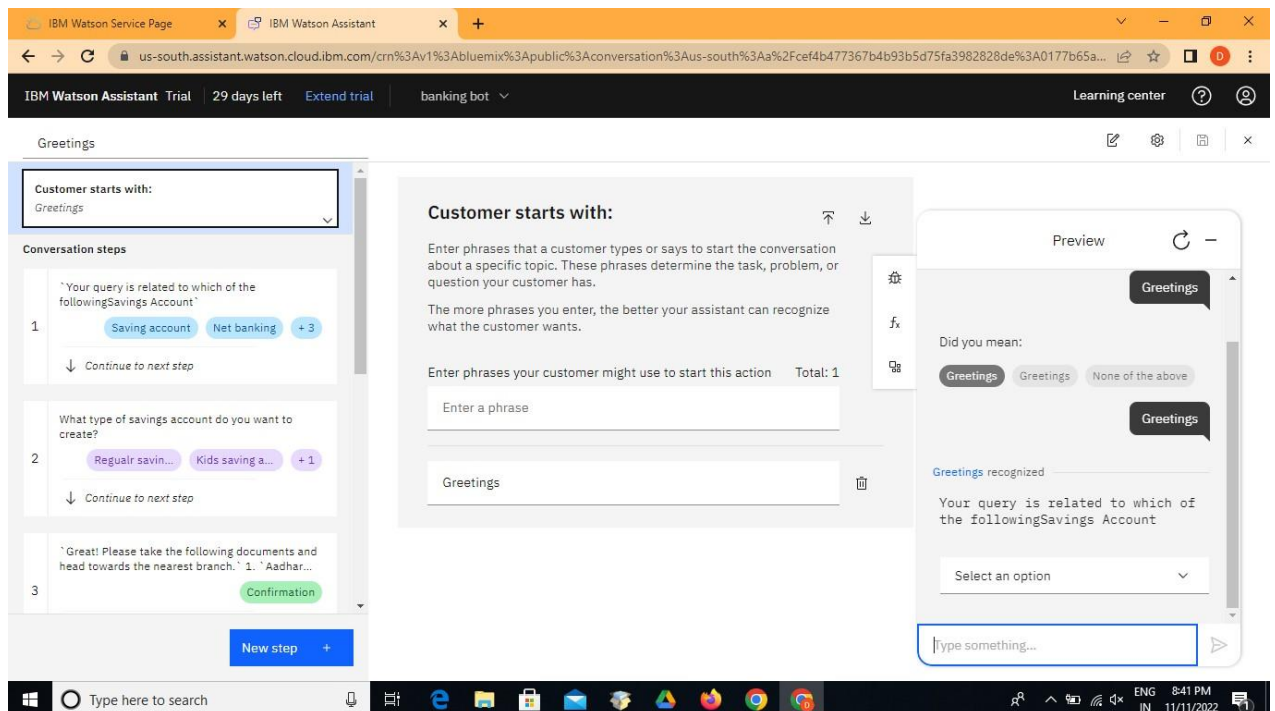 IBM Watson Service Page
IBM Watson Assistant
us-south.assistant.watson.cloud.ibm.com/crn%3Av1%3Abluemix%3Apublic%3Aconversation%3Aus-south%3Aa%2Fcef4b477367b4b93b5d75fa3982828de%3A0177b65a...
D
IBM Watson Assistant Trial
29 days left
Extend trial
banking bot
Learning center
Greetings
Customer starts with:
Greetings
Conversation steps
1
`Your query is related to which of the
followingSavings Account`
Saving account
Net banking
+ 3
Continue to next step
2
What type of savings account do you want to
create?
Regualr savin...
Kids saving a...
+ 1
Continue to next step
3
`Great! Please take the following documents and
head towards the nearest branch.` 1. `Aadhar...
Confirmation
New step +
Customer starts with:
Enter phrases that a customer types or says to start the conversation
about a specific topic. These phrases determine the task, problem, or
question your customer has.
The more phrases you enter, the better your assistant can recognize
what the customer wants.
Enter phrases your customer might use to start this action
Total: 1
Enter a phrase
Greetings
Preview
Greetings
Did you mean:
Greetings
Greetings
None of the above
Greetings
Greetings recognized
Your query is related to which of
the followingSavings Account
Select an option
Type something...
Type here to search
ENG
IN
8:41 PM
11/11/2022